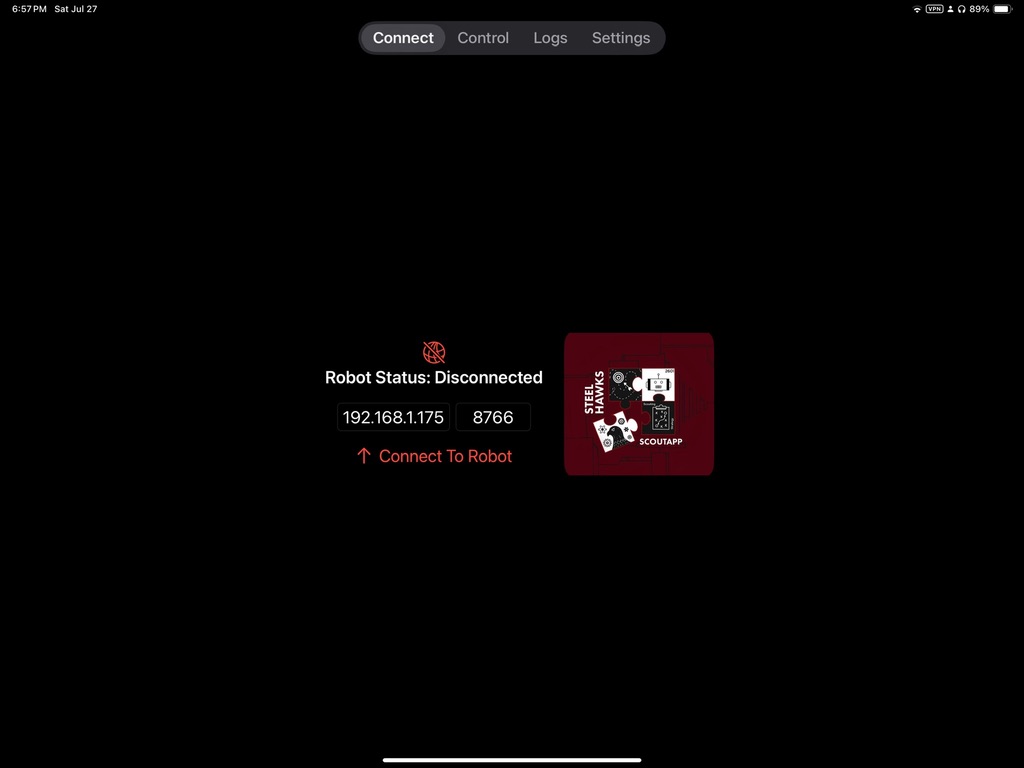 6:57 PM Sat Jul 27
VPN 89%
Connect Control Logs Settings
Robot Status: Disconnected
192.168.1.175 8766
Connect To Robot
STEEL
HAWKS
2601
SCOUTAPP